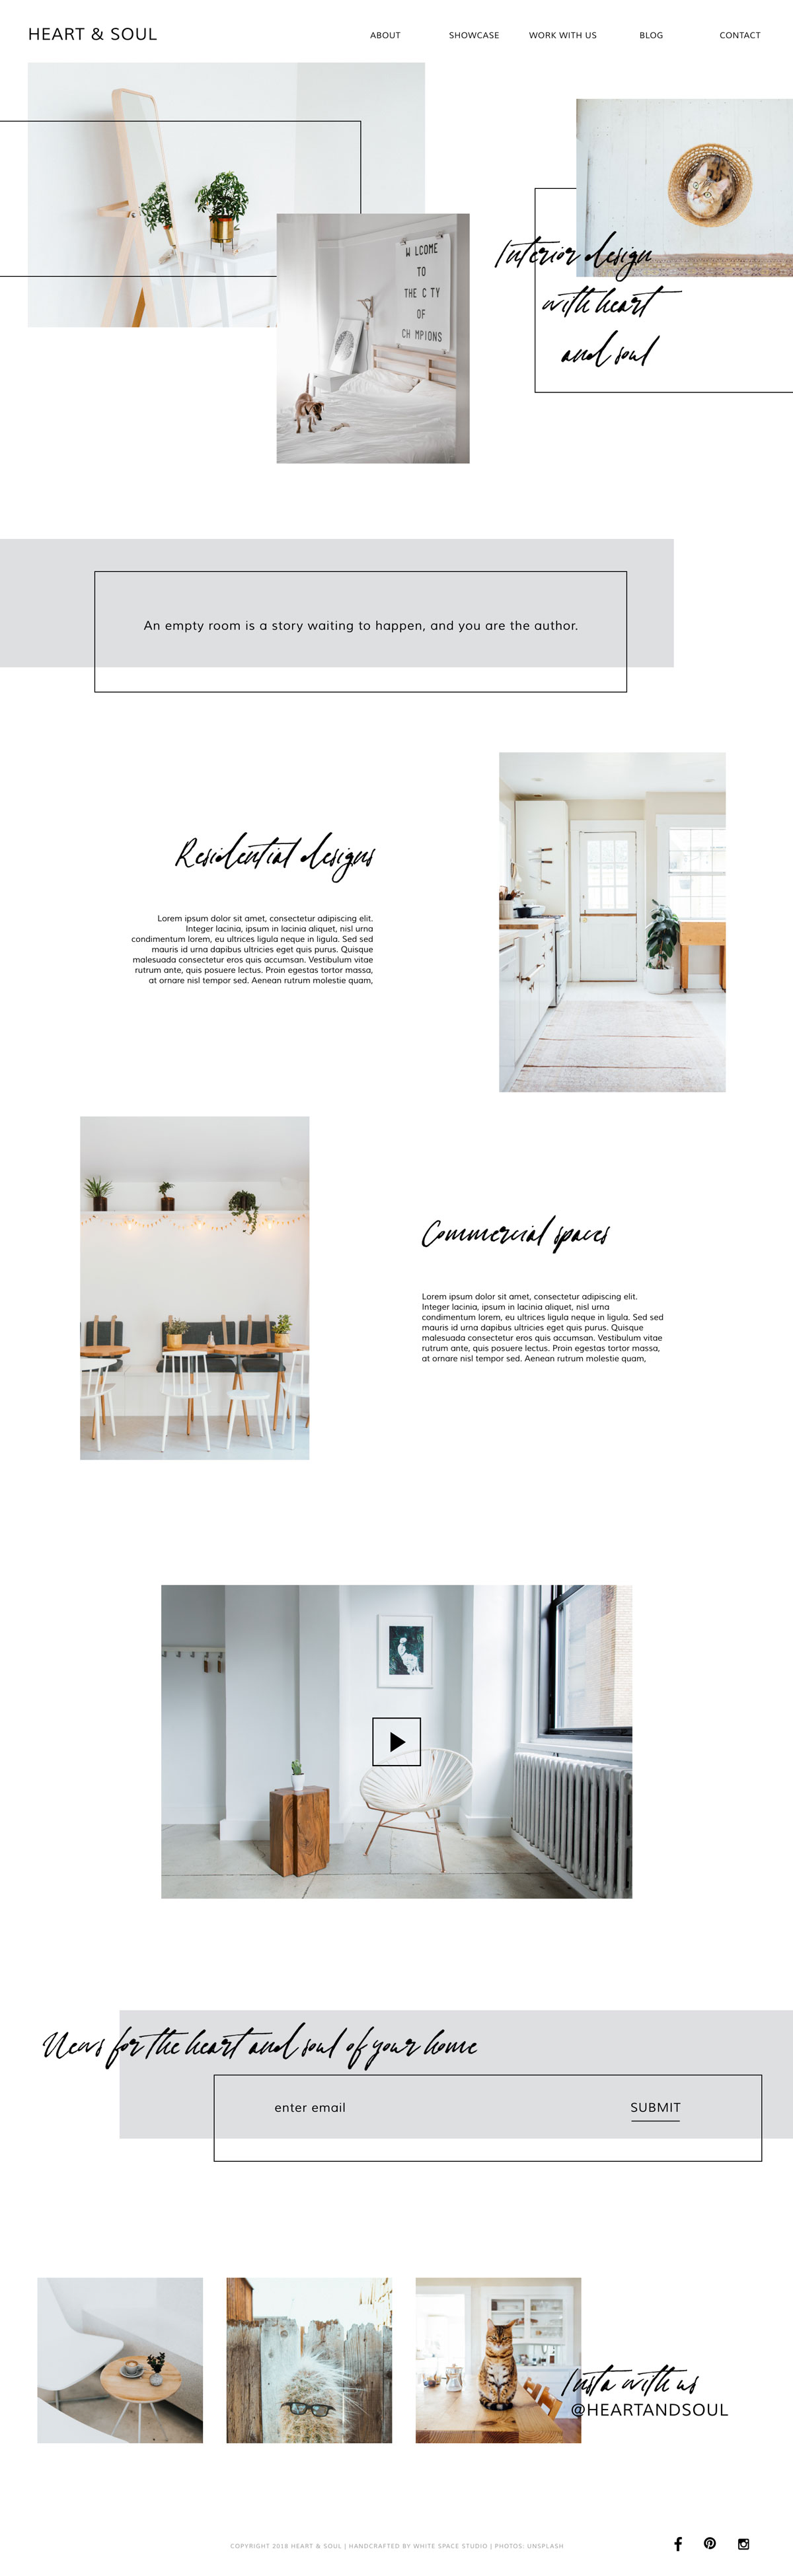 HEART & SOUL
ABOUT SHOWCASE WORK WITH US BLOG CONTACT
W LCOME
TO
THE C TY
OF
CH MPIONS
Interior design
with heart
and soul
An empty room is a story waiting to happen, and you are the author.
Residential designs
Lorem ipsum dolor sit amet, consectetur adipiscing elit.
Integer lacinia, ipsum in lacinia aliquet, nisl urna
condimentum lorem, eu ultrices ligula neque in ligula. Sed sed
mauris id urna dapibus ultricies eget quis purus. Quisque
malesuada consectetur eros quis accumsan. Vestibulum vitae
rutrum ante, quis posuere lectus. Proin egestas tortor massa,
at ornare nisl tempor sed. Aenean rutrum molestie quam,
Commercial spaces
Lorem ipsum dolor sit amet, consectetur adipiscing elit.
Integer lacinia, ipsum in lacinia aliquet, nisl urna
condimentum lorem, eu ultrices ligula neque in ligula. Sed sed
mauris id urna dapibus ultricies eget quis purus. Quisque
malesuada consectetur eros quis accumsan. Vestibulum vitae
rutrum ante, quis posuere lectus. Proin egestas tortor massa,
at ornare nisl tempor sed. Aenean rutrum molestie quam,
News for the heart and soul of your home
enter email SUBMIT
Insta with us
@HEARTANDSOUL
COPYRIGHT 2018 HEART & SOUL | HANDCRAFTED BY WHITE SPACE STUDIO | PHOTOS: UNSPLASH